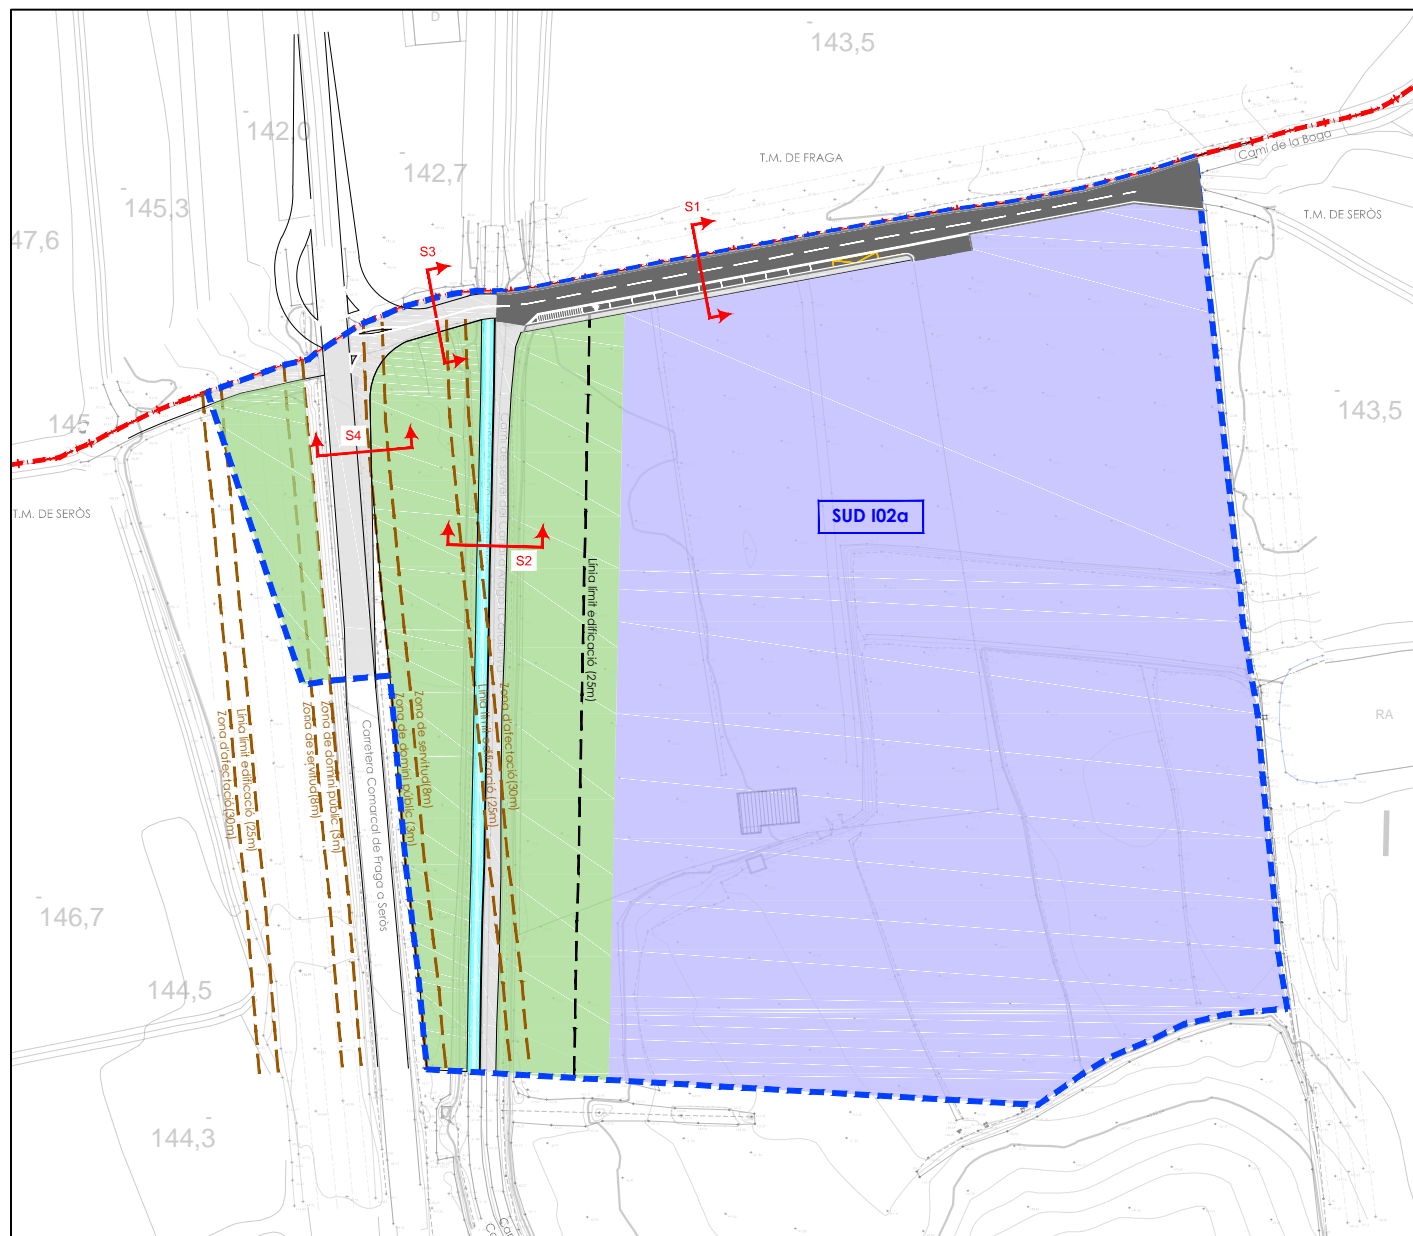 D
143,5
142,0
142,7
145,3
47,6
T.M. DE FRAGA
Camí de la Baga
T.M. DE SERÒS
S1
S3
145
143,5
S4
T.M. DE SERÒS
SUD I02a
S2
Línia límit edificació (25m)
Zona d'afectació(30m)
Línia límit edificació (25m)
Zona de servitud(8m)
Zona de domini públic (3m)
Carretera Comarcal de Fraga a Seròs
Zona de domini públic (3m)
Zona de servitud(8m)
Línia límit edificació (25m)
Zona d'afectació(30m)
RA
146,7
144,5
144,3